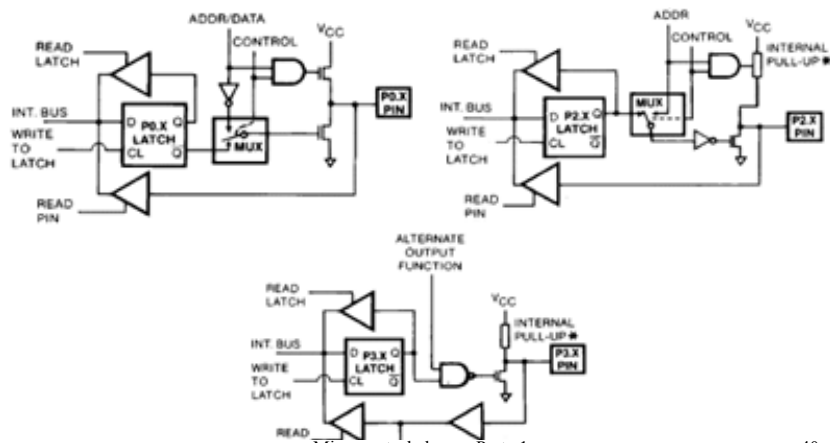 ADDR/DATA
CONTROL
VCC
READ
LATCH
INT. BUS
WRITE
TO
LATCH
D P0.X Q
LATCH
CL Q̅
MUX
P0.X
PIN
READ
PIN
ADDR
CONTROL
VCC
INTERNAL
PULL-UP *
READ
LATCH
MUX
INT. BUS
WRITE
TO
LATCH
D P2.X Q
LATCH
CL Q̅
P2.X
PIN
READ
PIN
ALTERNATE
OUTPUT
FUNCTION
VCC
INTERNAL
PULL-UP *
READ
LATCH
INT. BUS
WRITE
TO
LATCH
D P3.X Q
LATCH
CL Q̅
P3.X
PIN
READ